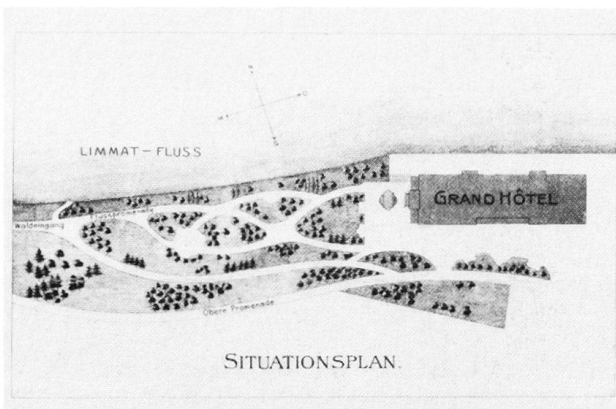 LIMMAT–FLUSS
GRAND HÔTEL
Flusspromenade
Waldeingang
Obere Promenade
SITUATIONSPLAN.